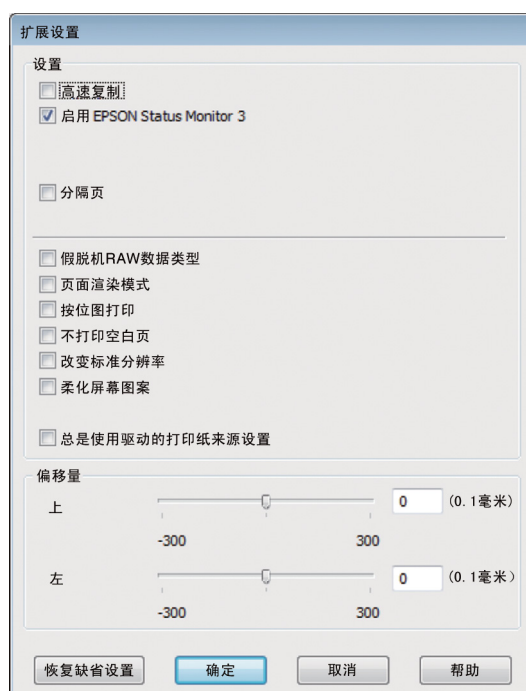 扩展设置
设置
高速复制
启用 EPSON Status Monitor 3
分隔页
假脱机RAW数据类型
页面渲染模式
按位图打印
不打印空白页
改变标准分辨率
柔化屏幕图案
总是使用驱动的打印纸来源设置
偏移量
上 0 (0.1毫米)
-300 300
左 0 (0.1毫米)
-300 300
恢复缺省设置 确定 取消 帮助